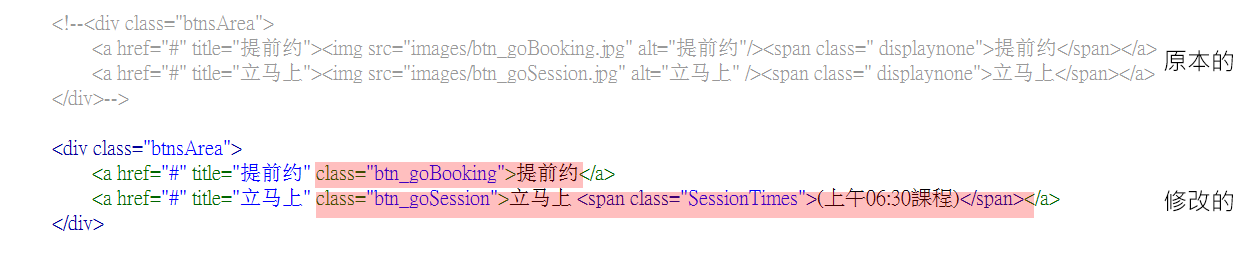 <!--<div class="btnsArea">
<a href="#" title="提前约"><img src="images/btn_goBooking.jpg" alt="提前约"/><span class=" displaynone">提前约</span></a>
原本的
<a href="#" title="立马上"><img src="images/btn_goSession.jpg" alt="立马上" /><span class=" displaynone">立马上</span></a>
</div>-->
<div class="btnsArea">
<a href="#" title="提前约" class="btn_goBooking">提前约</a>
<a href="#" title="立马上" class="btn_goSession">立马上 <span class="SessionTimes">(上午06:30課程)</span></a>
修改的
</div>